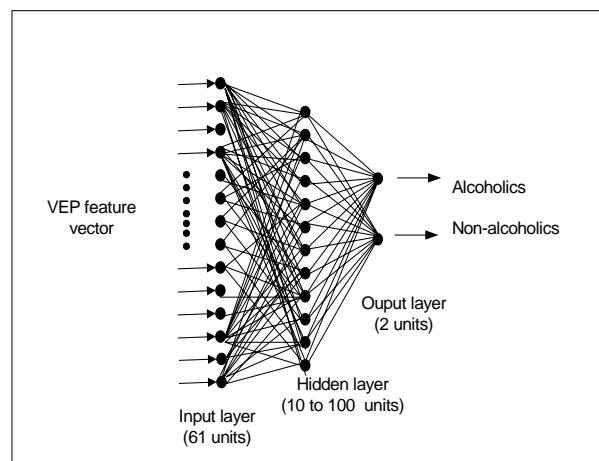 VEP feature
vector
Alcoholics
Non-alcoholics
Ouput layer
(2 units)
Hidden layer
(10 to 100 units)
Input layer
(61 units)